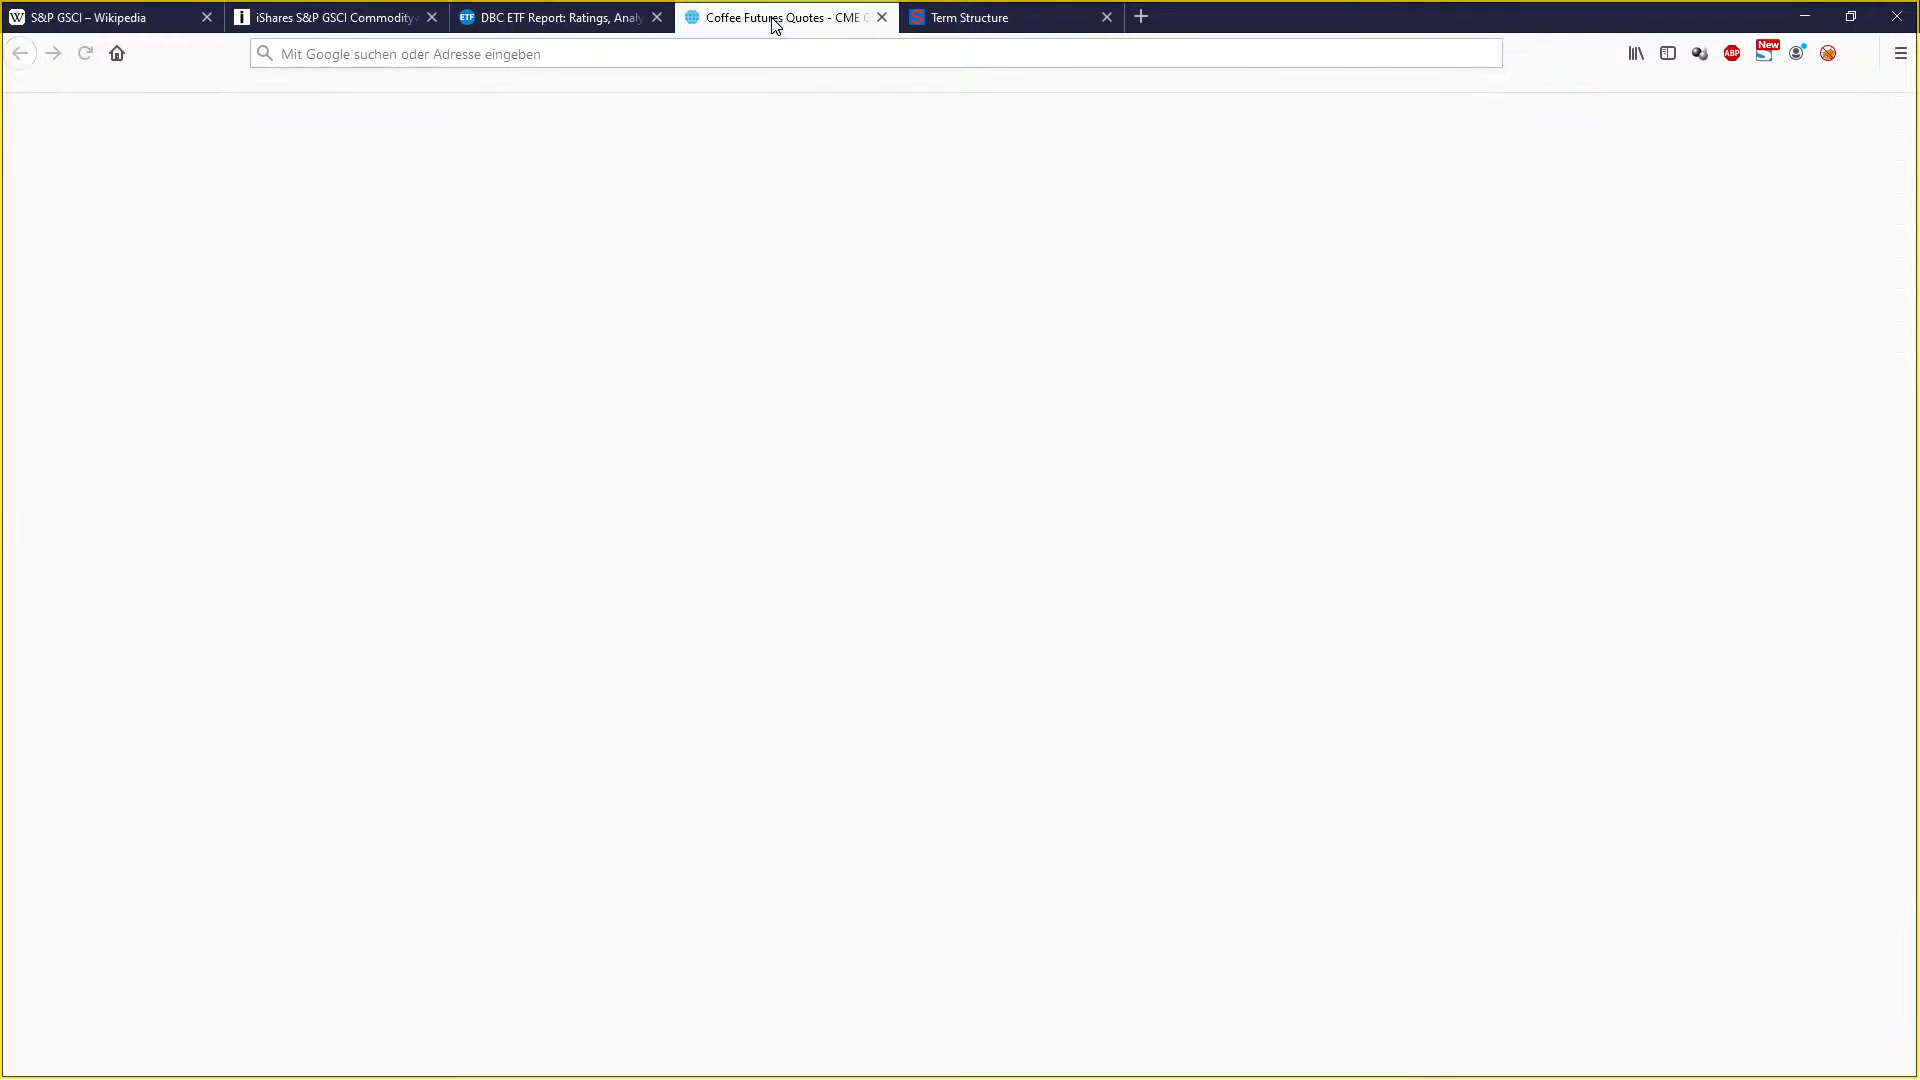 W S&P GSCI – Wikipedia
i iShares S&P GSCI Commodity-
ETF DBC ETF Report: Ratings, Analy
Coffee Futures Quotes - CME G
S Term Structure
Mit Google suchen oder Adresse eingeben
ABP
New